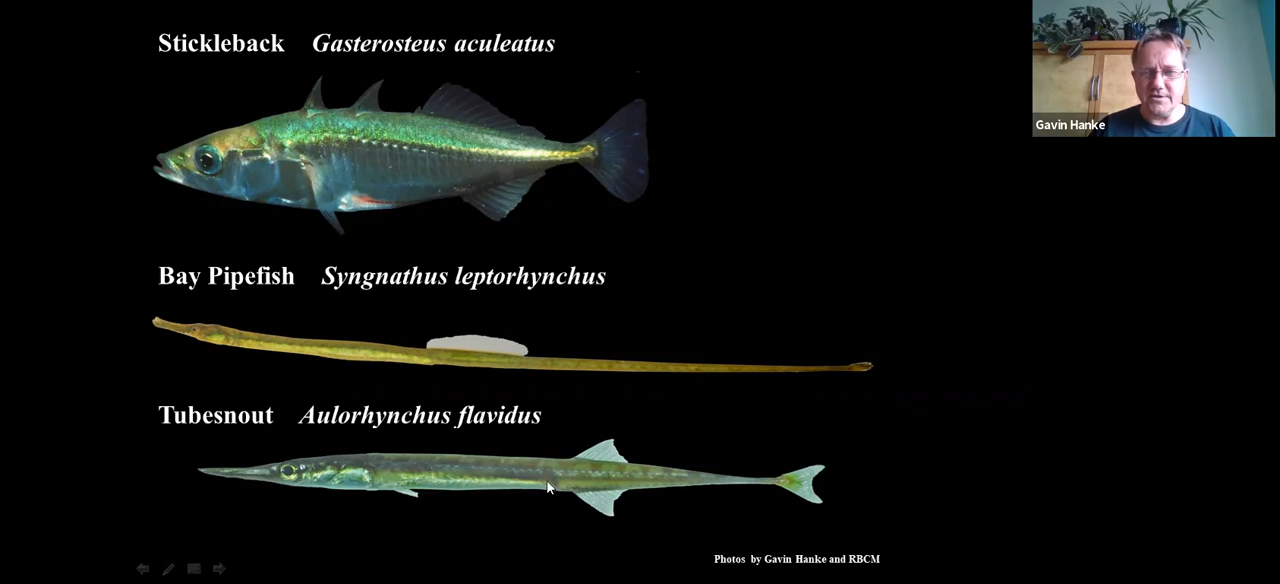 Stickleback Gasterosteus aculeatus
Gavin Hanke
Bay Pipefish Syngnathus leptorhynchus
Tubesnout Aulorhynchus flavidus
Photos by Gavin Hanke and RBCM